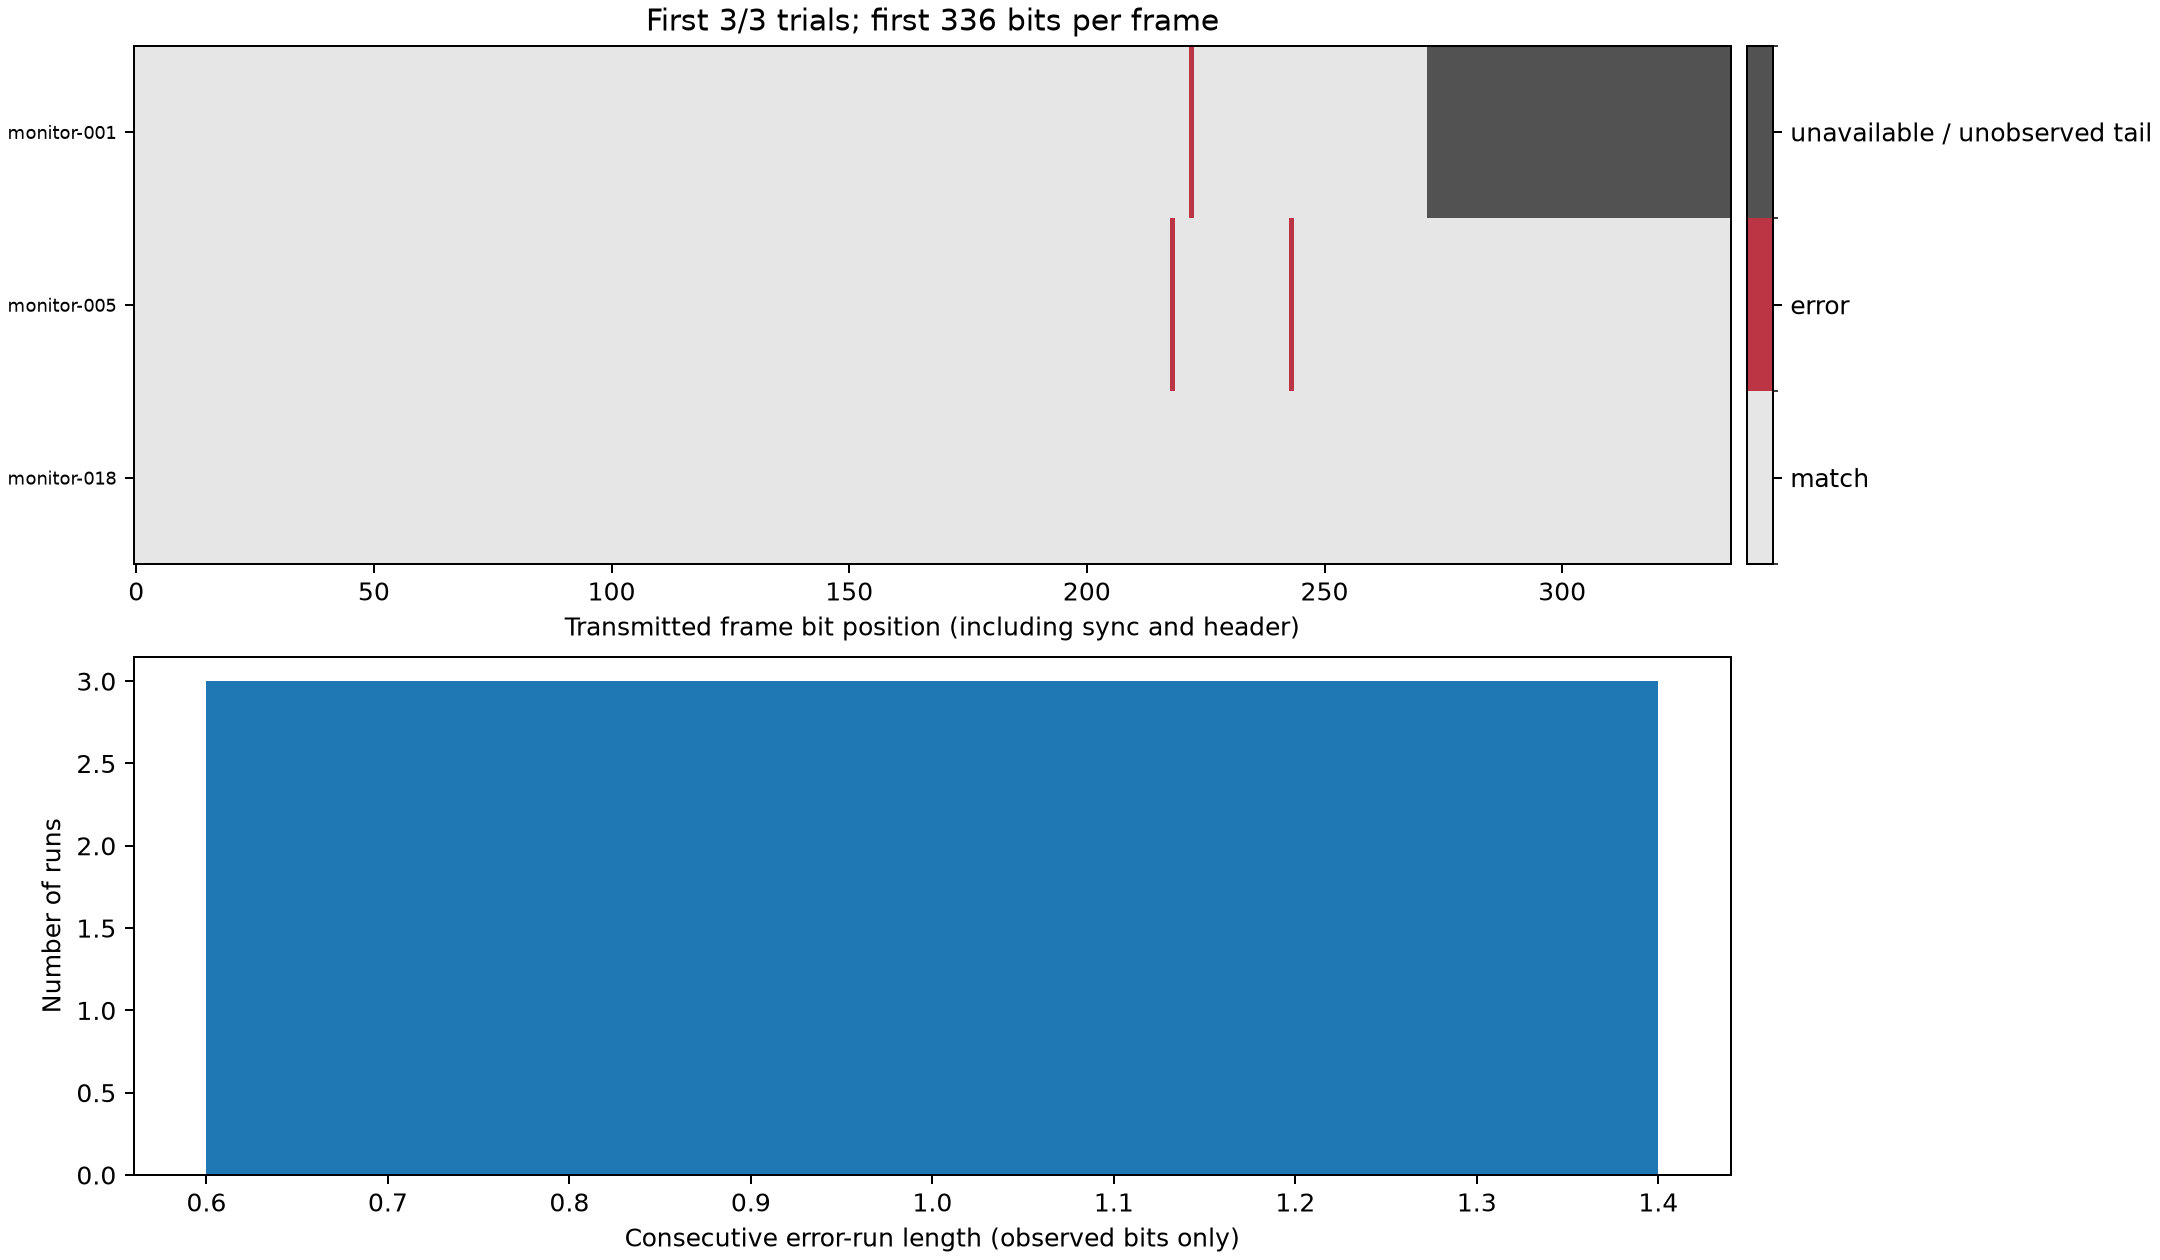 First 3/3 trials; first 336 bits per frame
monitor-001
monitor-005
monitor-018
unavailable / unobserved tail
error
match
0 50 100 150 200 250 300
Transmitted frame bit position (including sync and header)
3.0
2.5
2.0
1.5
1.0
0.5
0.0
Number of runs
0.6 0.7 0.8 0.9 1.0 1.1 1.2 1.3 1.4
Consecutive error-run length (observed bits only)